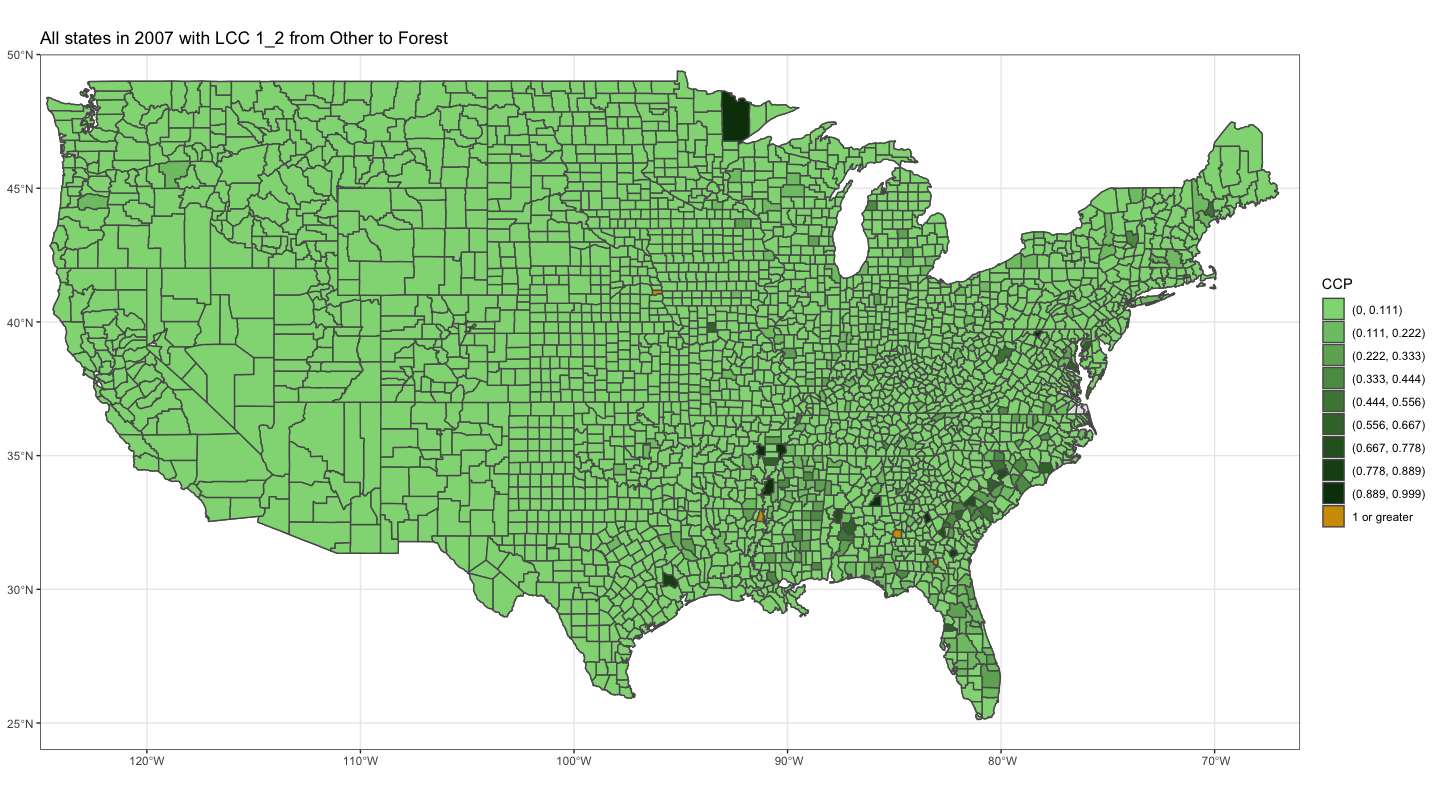 All states in 2007 with LCC 1_2 from Other to Forest
50°N
45°N
40°N
35°N
30°N
25°N
120°W
110°W
100°W
90°W
80°W
70°W
CCP
(0, 0.111)
(0.111, 0.222)
(0.222, 0.333)
(0.333, 0.444)
(0.444, 0.556)
(0.556, 0.667)
(0.667, 0.778)
(0.778, 0.889)
(0.889, 0.999)
1 or greater